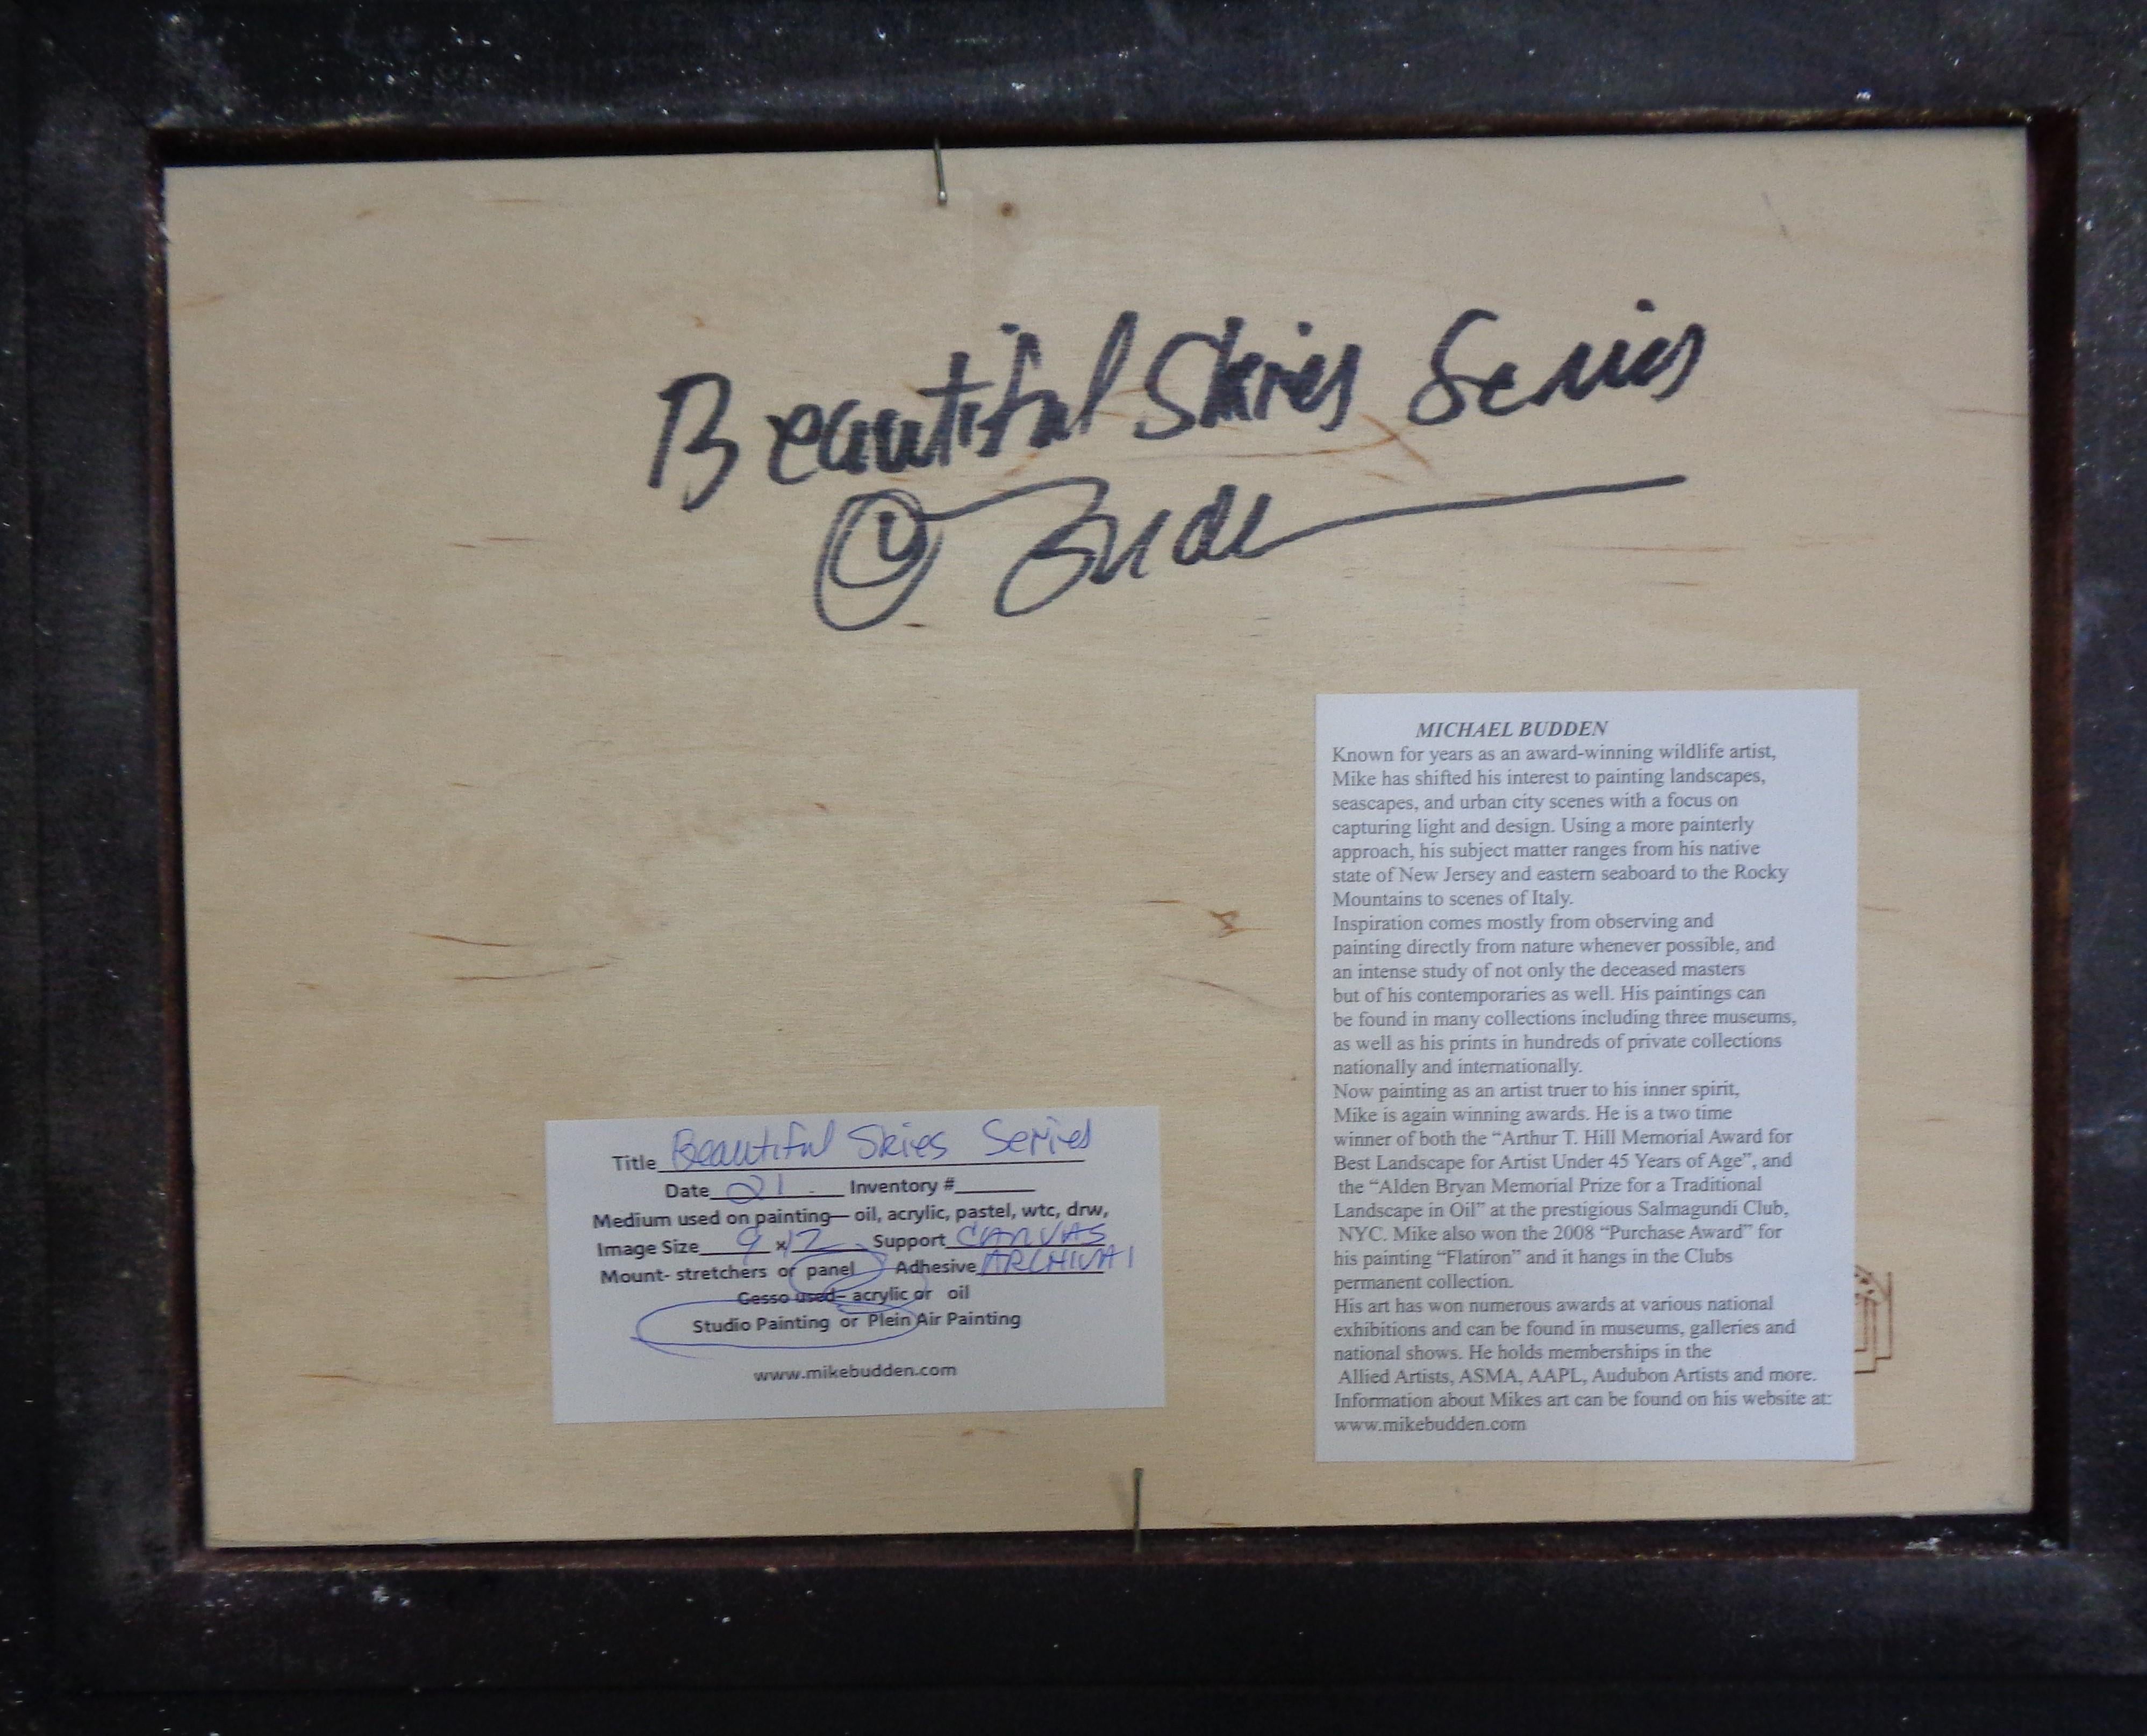 Beautiful Skies Series
© Budden
MICHAEL BUDDEN
Known for years as an award-winning wildlife artist,
Mike has shifted his interest to painting landscapes,
seascapes, and urban city scenes with a focus on
capturing light and design. Using a more painterly
approach, his subject matter ranges from his native
state of New Jersey and eastern seaboard to the Rocky
Mountains to scenes of Italy.
Inspiration comes mostly from observing and
painting directly from nature whenever possible, and
an intense study of not only the deceased masters
but of his contemporaries as well. His paintings can
be found in many collections including three museums,
as well as his prints in hundreds of private collections
nationally and internationally.
Now painting as an artist truer to his inner spirit,
Mike is again winning awards. He is a two time
winner of both the “Arthur T. Hill Memorial Award for
Best Landscape for Artist Under 45 Years of Age”, and
the “Alden Bryan Memorial Prize for a Traditional
Landscape in Oil” at the prestigious Salmagundi Club,
NYC. Mike also won the 2008 “Purchase Award” for
his painting “Flatiron” and it hangs in the Clubs
permanent collection.
His art has won numerous awards at various national
exhibitions and can be found in museums, galleries and
national shows. He holds memberships in the
Allied Artists, ASMA, AAPL, Audubon Artists and more.
Information about Mikes art can be found on his website at:
www.mikebudden.com
Title Beautiful Skies Series
Date 21 Inventory #
Medium used on painting— oil, acrylic, pastel, wtc, drw,
Image Size 9 x 12 Support CANVAS
Mount- stretchers or panel Adhesive ARCHIVAl
Gesso used– acrylic or oil
Studio Painting or Plein Air Painting
www.mikebudden.com